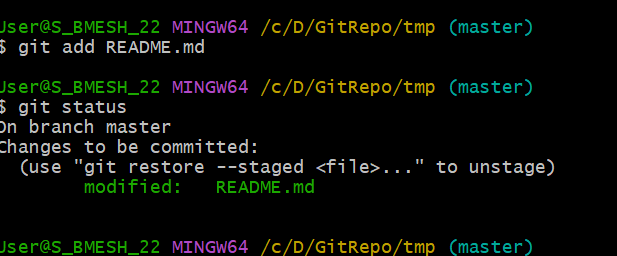 User@S_BMESH_22 MINGW64 /c/D/GitRepo/tmp (master)
$ git add README.md
User@S_BMESH_22 MINGW64 /c/D/GitRepo/tmp (master)
$ git status
On branch master
Changes to be committed:
  (use "git restore --staged <file>..." to unstage)
        modified:   README.md
User@S_BMESH_22 MINGW64 /c/D/GitRepo/tmp (master)